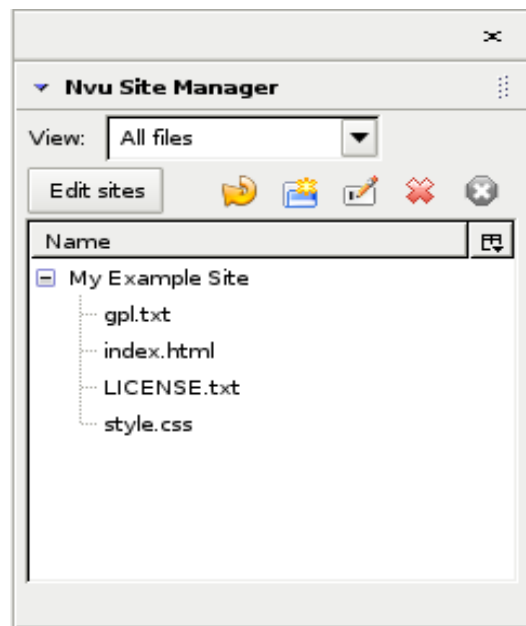 Nvu Site Manager
View: All files
Edit sites
Name
My Example Site
gpl.txt
index.html
LICENSE.txt
style.css